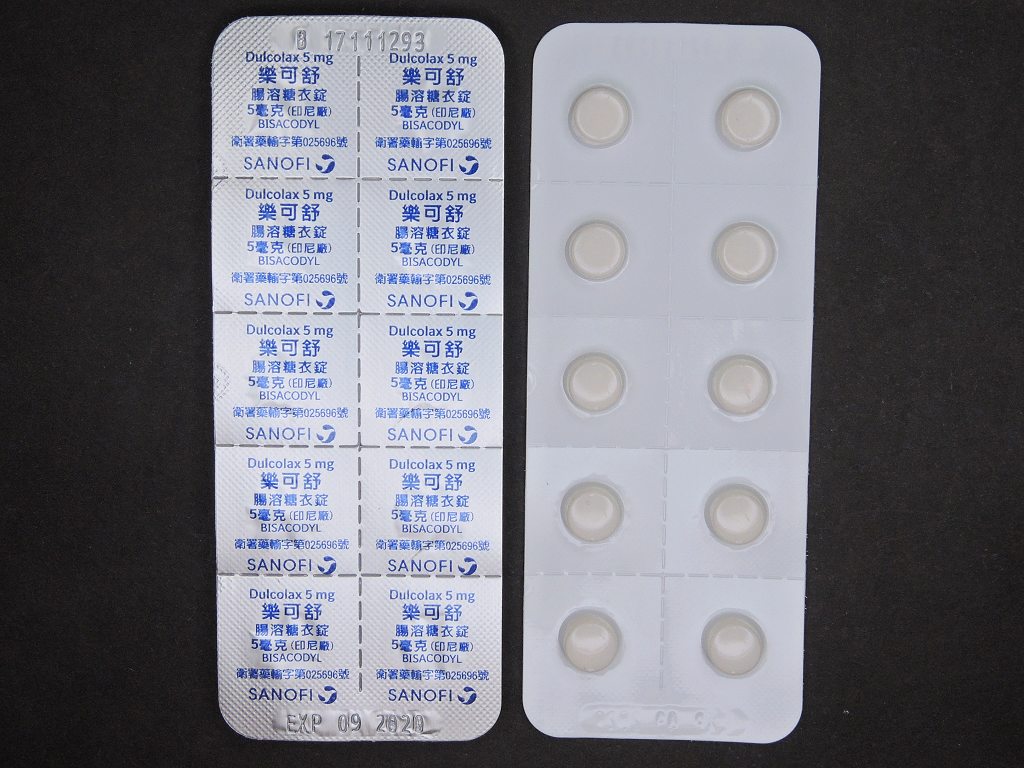 B 17111293
Dulcolax 5 mg
樂可舒
腸溶糖衣錠
5毫克(印尼廠)
BISACODYL
衛署藥輸字第025696號
SANOFI
Dulcolax 5 mg
樂可舒
腸溶糖衣錠
5毫克(印尼廠)
BISACODYL
衛署藥輸字第025696號
SANOFI
Dulcolax 5 mg
樂可舒
腸溶糖衣錠
5毫克(印尼廠)
BISACODYL
衛署藥輸字第025696號
SANOFI
Dulcolax 5 mg
樂可舒
腸溶糖衣錠
5毫克(印尼廠)
BISACODYL
衛署藥輸字第025696號
SANOFI
Dulcolax 5 mg
樂可舒
腸溶糖衣錠
5毫克(印尼廠)
BISACODYL
衛署藥輸字第025696號
SANOFI
Dulcolax 5 mg
樂可舒
腸溶糖衣錠
5毫克(印尼廠)
BISACODYL
衛署藥輸字第025696號
SANOFI
Dulcolax 5 mg
樂可舒
腸溶糖衣錠
5毫克(印尼廠)
BISACODYL
衛署藥輸字第025696號
SANOFI
Dulcolax 5 mg
樂可舒
腸溶糖衣錠
5毫克(印尼廠)
BISACODYL
衛署藥輸字第025696號
SANOFI
Dulcolax 5 mg
樂可舒
腸溶糖衣錠
5毫克(印尼廠)
BISACODYL
衛署藥輸字第025696號
SANOFI
Dulcolax 5 mg
樂可舒
腸溶糖衣錠
5毫克(印尼廠)
BISACODYL
衛署藥輸字第025696號
SANOFI
EXP 09 2020